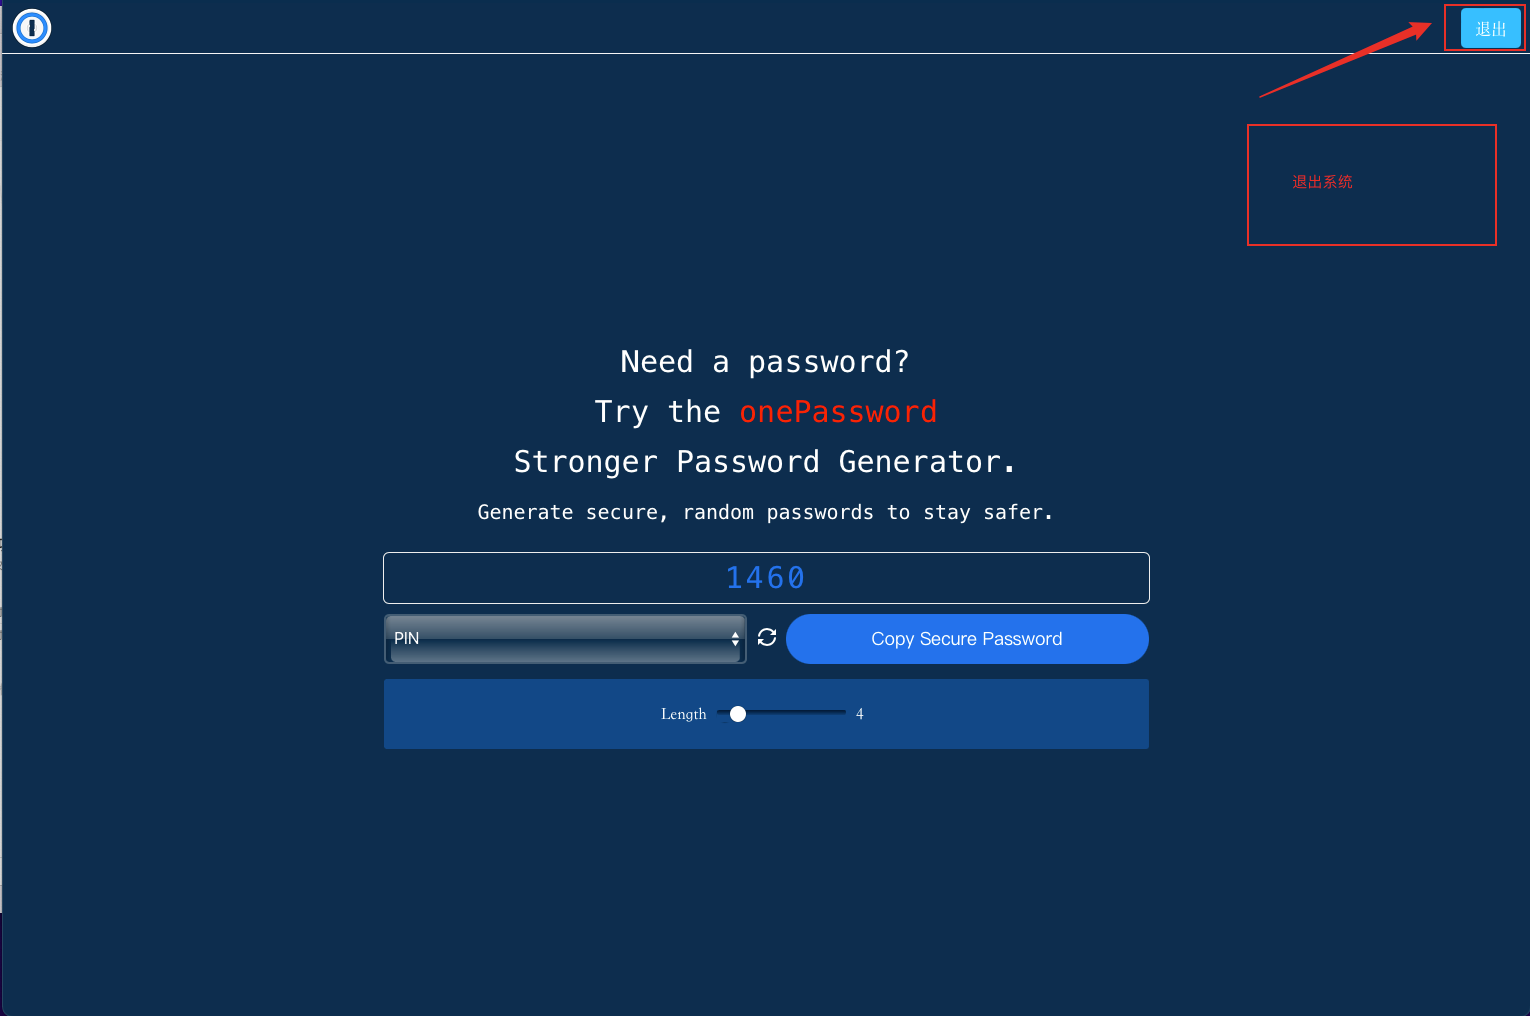 退出
退出系统
Need a password?
Try the onePassword
Stronger Password Generator.
Generate secure, random passwords to stay safer.
1460
PIN
Copy Secure Password
Length 4